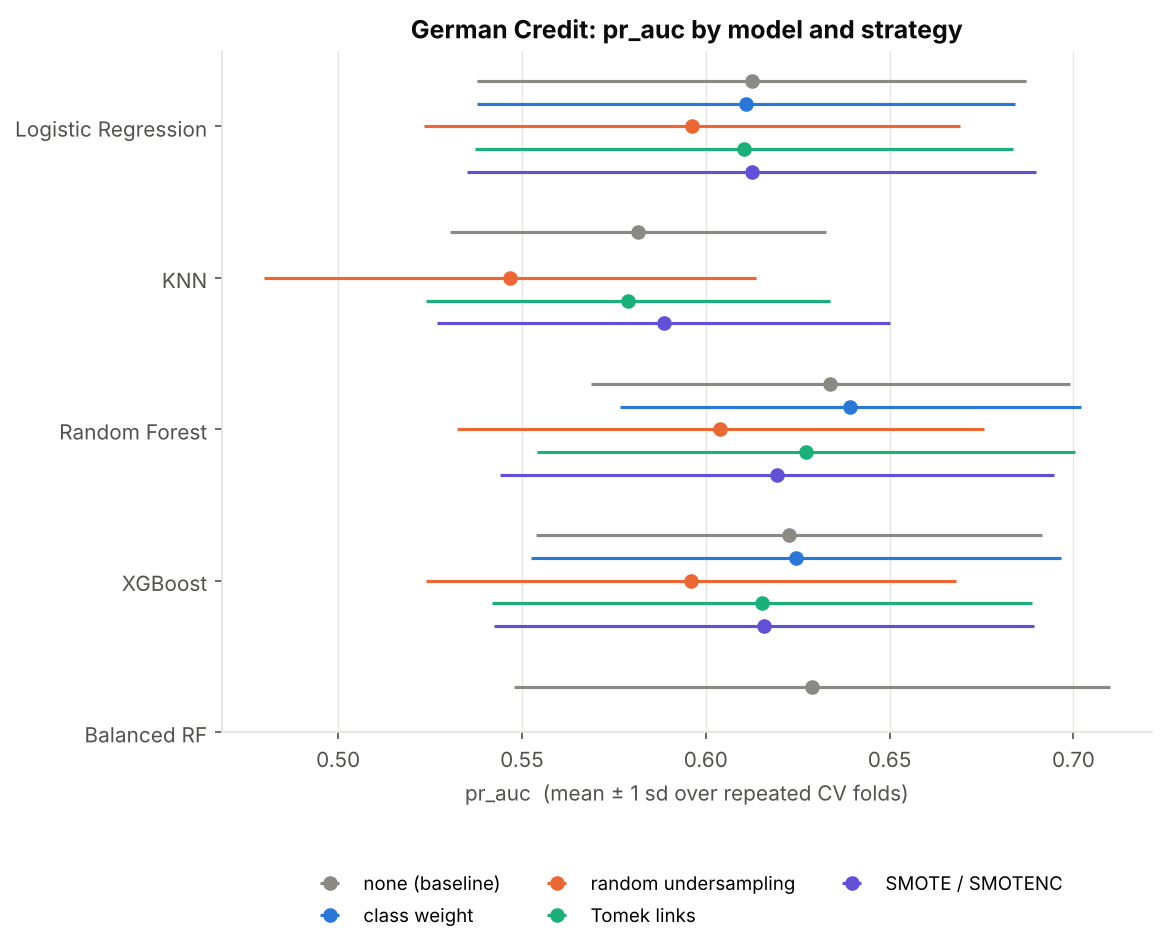 German Credit: pr_auc by model and strategy
Logistic Regression
KNN
Random Forest
XGBoost
Balanced RF
0.50 0.55 0.60 0.65 0.70
pr_auc (mean ± 1 sd over repeated CV folds)
none (baseline) random undersampling SMOTE / SMOTENC
class weight Tomek links